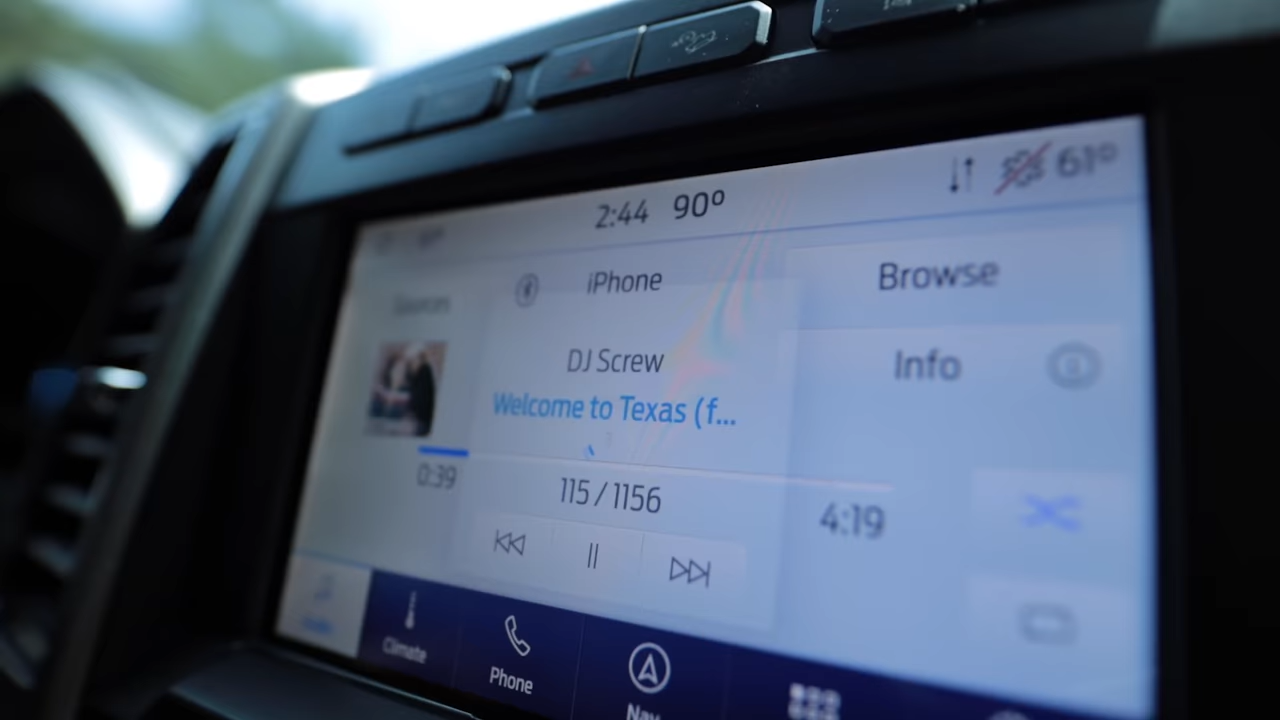 2:44 90°
61°
Sources
iPhone
Browse
DJ Screw
Info
Welcome to Texas (f...
0:39
115 / 1156
4:19
Climate
Phone
Nav